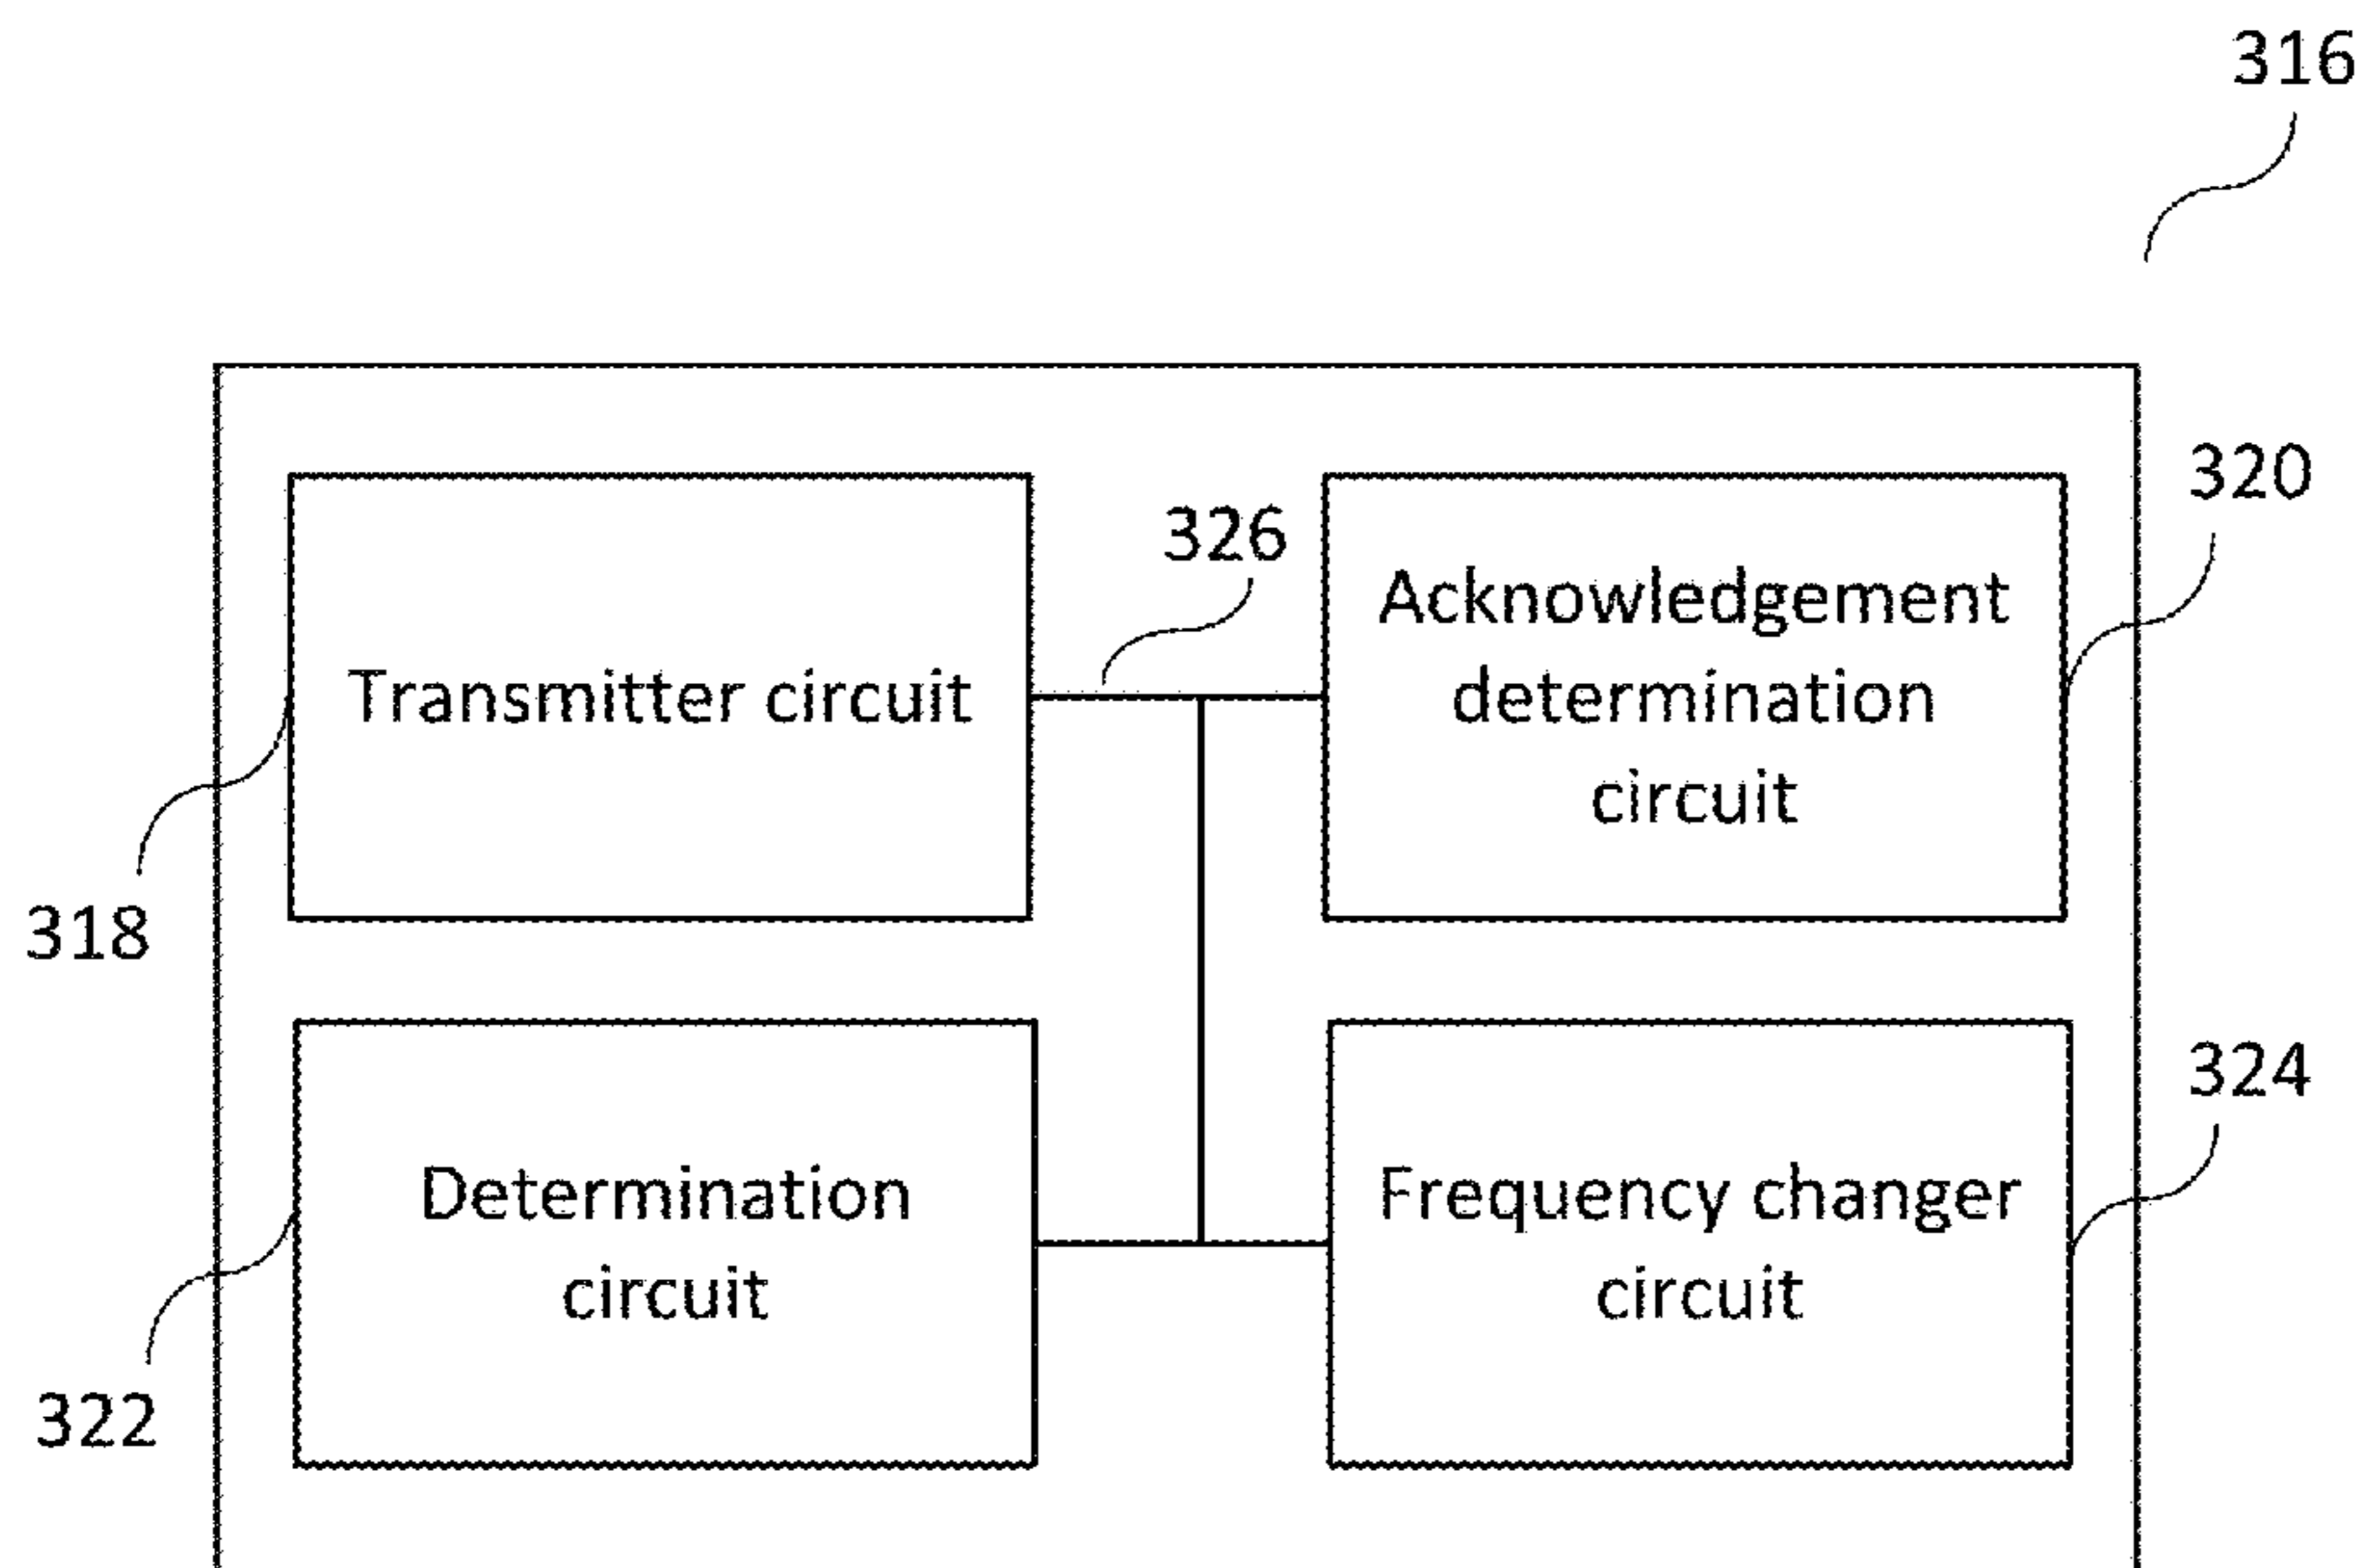 316
320
326
Acknowledgement
Transmitter circuit
determination
circuit
318
324
Determination
Frequency changer
circuit
circuit
322